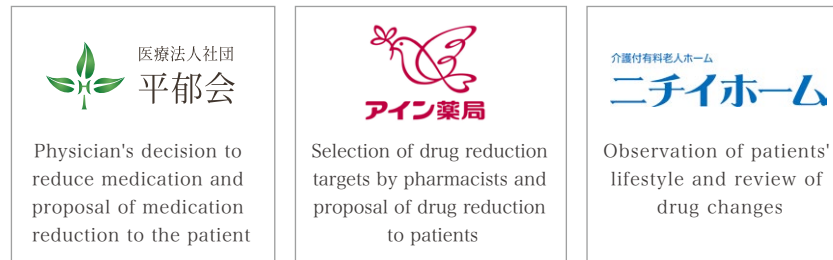 医療法人社団
平郁会
Physician's decision to
reduce medication and
proposal of medication
reduction to the patient
アイン薬局
Selection of drug reduction
targets by pharmacists and
proposal of drug reduction
to patients
介護付有料老人ホーム
ニチイホーム
Observation of patients'
lifestyle and review of
drug changes